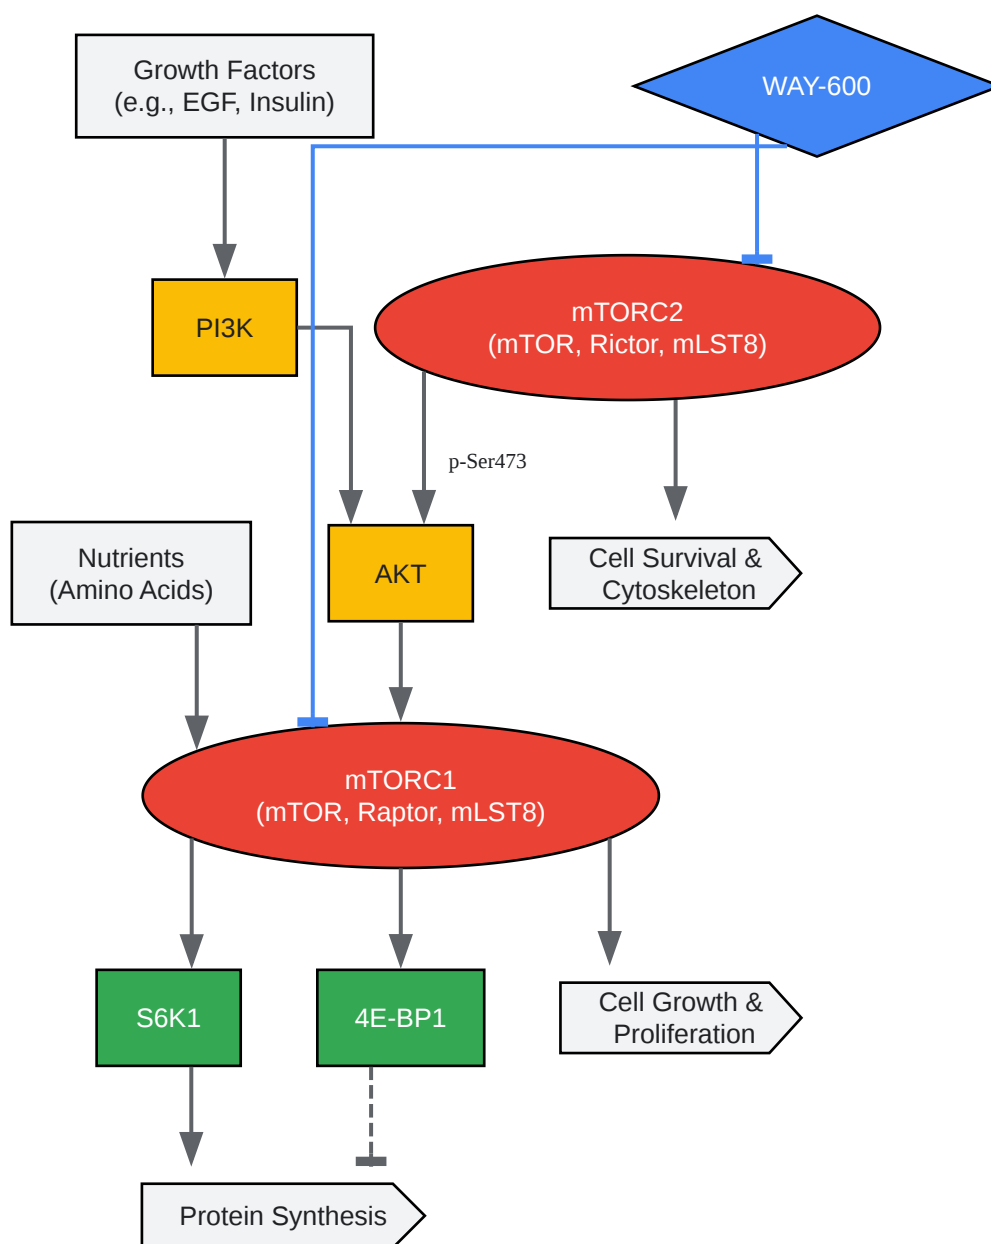 Growth Factors
(e.g., EGF, Insulin)
WAY-600
PI3K
mTORC2
(mTOR, Rictor, mLST8)
p-Ser473
Nutrients
(Amino Acids)
AKT
Cell Survival &
Cytoskeleton
mTORC1
(mTOR, Raptor, mLST8)
S6K1
4E-BP1
Cell Growth &
Proliferation
Protein Synthesis